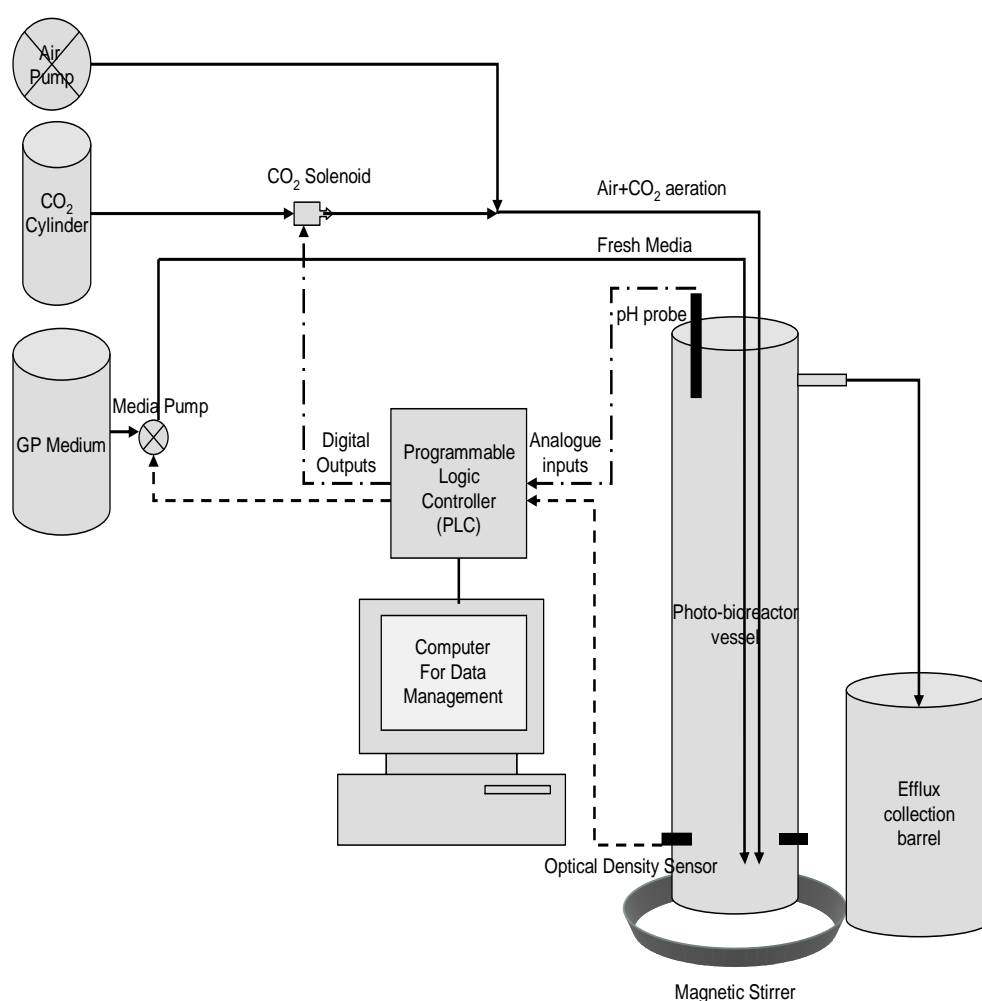 Air
Pump
CO₂ Solenoid
CO₂
Cylinder
Air+CO₂ aeration
Fresh Media
pH probe
Media Pump
GP Medium
Digital
Outputs
Programmable
Logic
Controller
(PLC)
Analogue
inputs
Photo-bioreactor
vessel
Computer
For Data
Management
Efflux
collection
barrel
Optical Density Sensor
Magnetic Stirrer